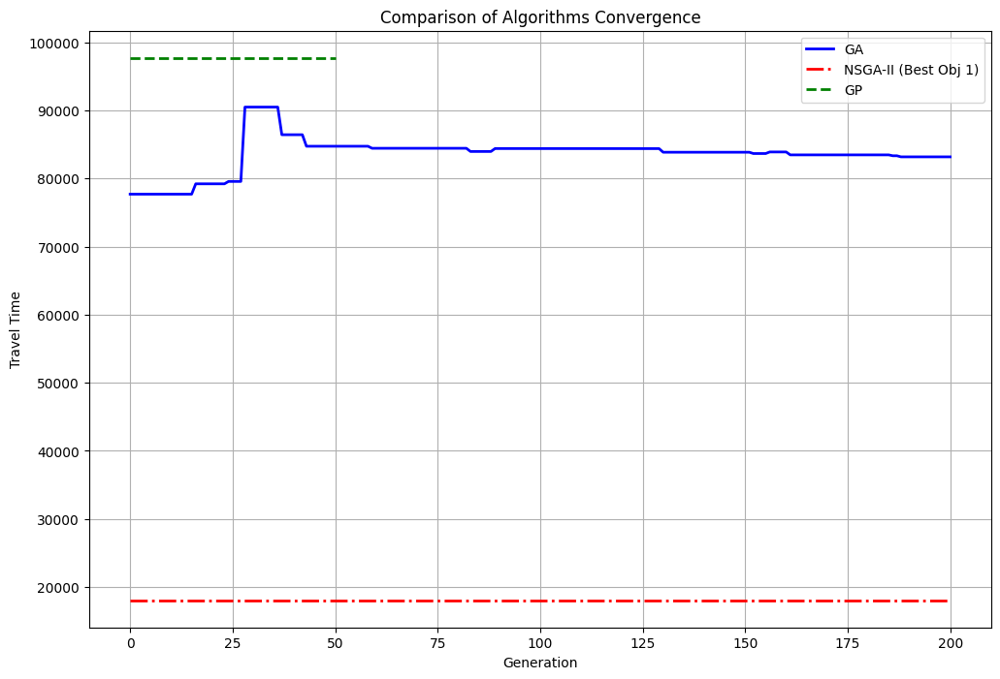 Comparison of Algorithms Convergence
GA
NSGA-II (Best Obj 1)
GP
100000
90000
80000
70000
60000
50000
40000
30000
20000
Travel Time
0 25 50 75 100 125 150 175 200
Generation